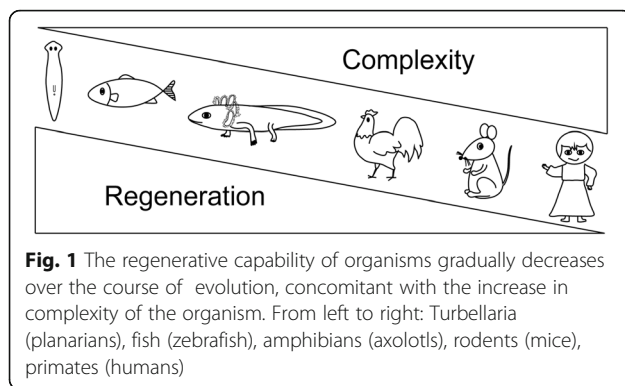 Complexity
Regeneration
Fig. 1 The regenerative capability of organisms gradually decreases
over the course of evolution, concomitant with the increase in
complexity of the organism. From left to right: Turbellaria
(planarians), fish (zebrafish), amphibians (axolotls), rodents (mice),
primates (humans)